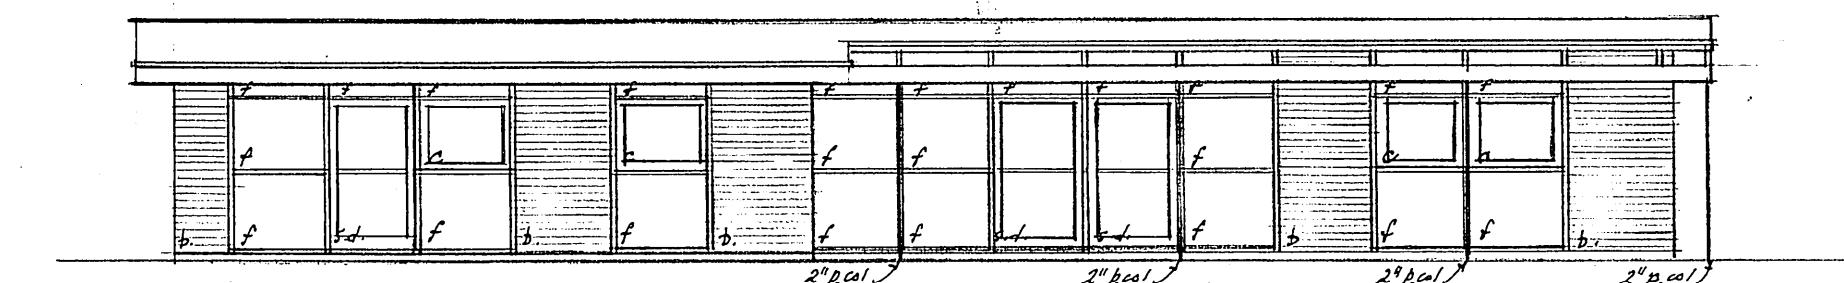 f f f f f f f f f f f
f c c f f f c a
b. f s.d. f b. f b. f f s.d. s.d. f b f f b.
2" p.col 2" p.col 2" p.col 2" p.col